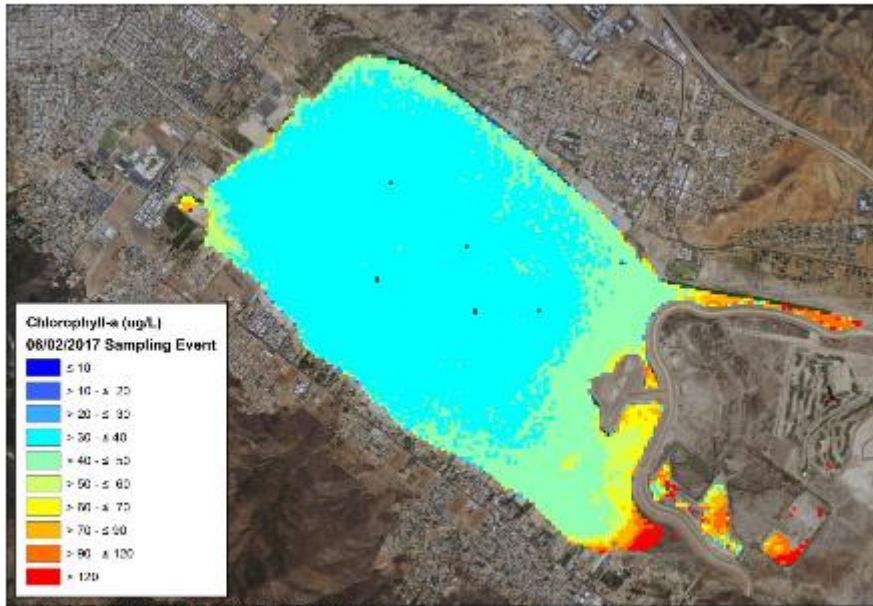 Chlorophyll-a (ug/L)
06/02/2017 Sampling Event
≤ 10
> 10 - ≤ 20
> 20 - ≤ 30
> 30 - ≤ 40
> 40 - ≤ 50
> 50 - ≤ 60
> 60 - ≤ 70
> 70 - ≤ 90
> 90 - ≤ 120
> 120